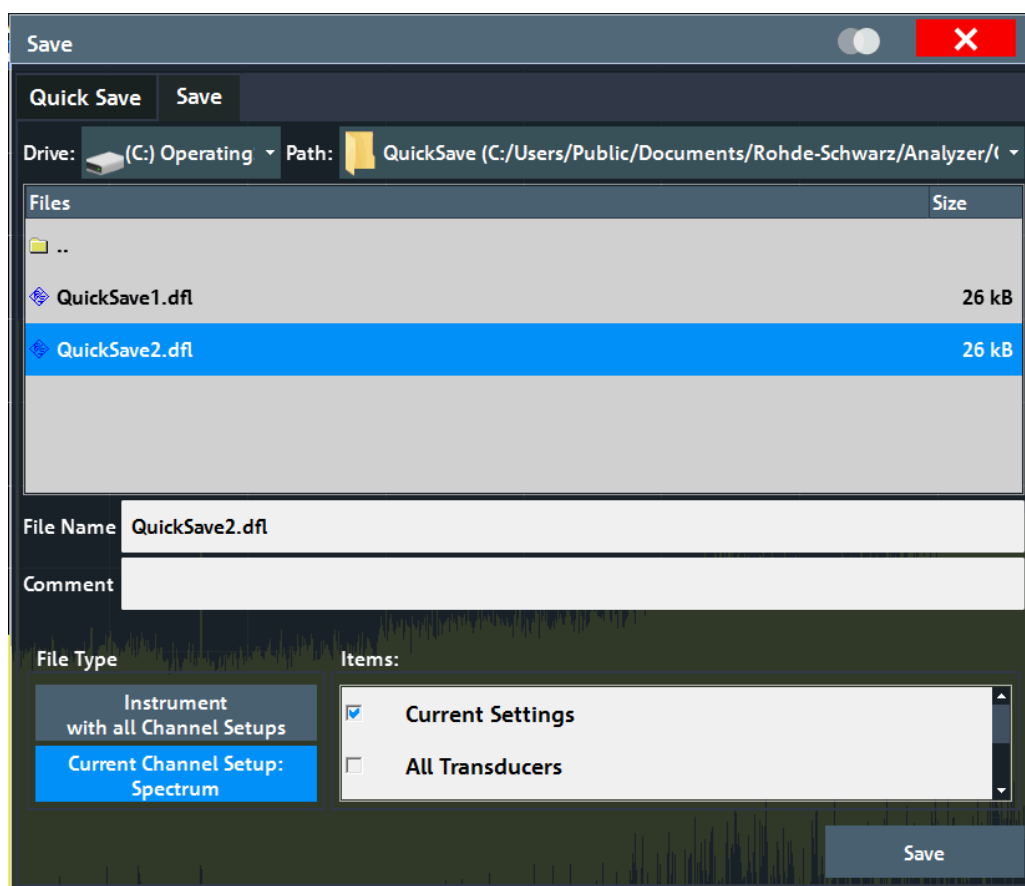 Save
Quick Save Save
Drive: (C:) Operating Path: QuickSave (C:/Users/Public/Documents/Rohde-Schwarz/Analyzer/
Files Size
..
QuickSave1.dfl 26 kB
QuickSave2.dfl 26 kB
File Name QuickSave2.dfl
Comment
File Type Items:
Instrument
with all Channel Setups
Current Channel Setup:
Spectrum
Current Settings
All Transducers
Save